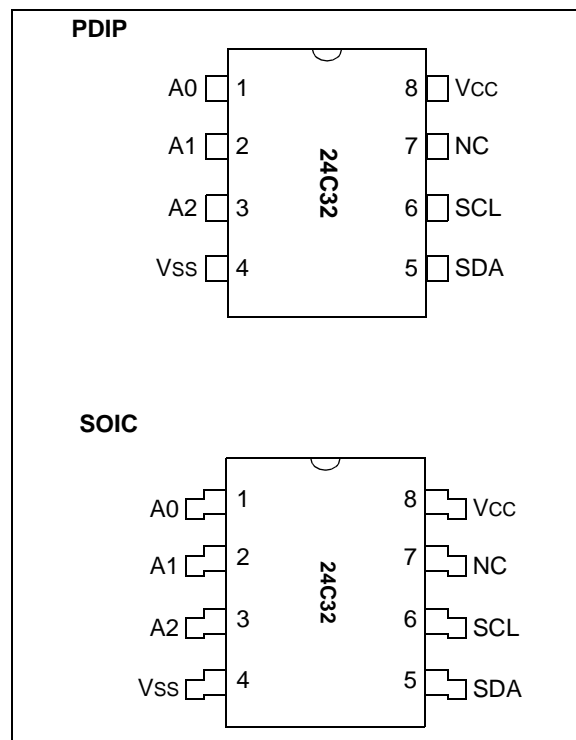 PDIP
A0 1 8 Vcc
A1 2 7 NC
24C32
A2 3 6 SCL
Vss 4 5 SDA
SOIC
A0 1 8 Vcc
A1 2 7 NC
24C32
A2 3 6 SCL
Vss 4 5 SDA